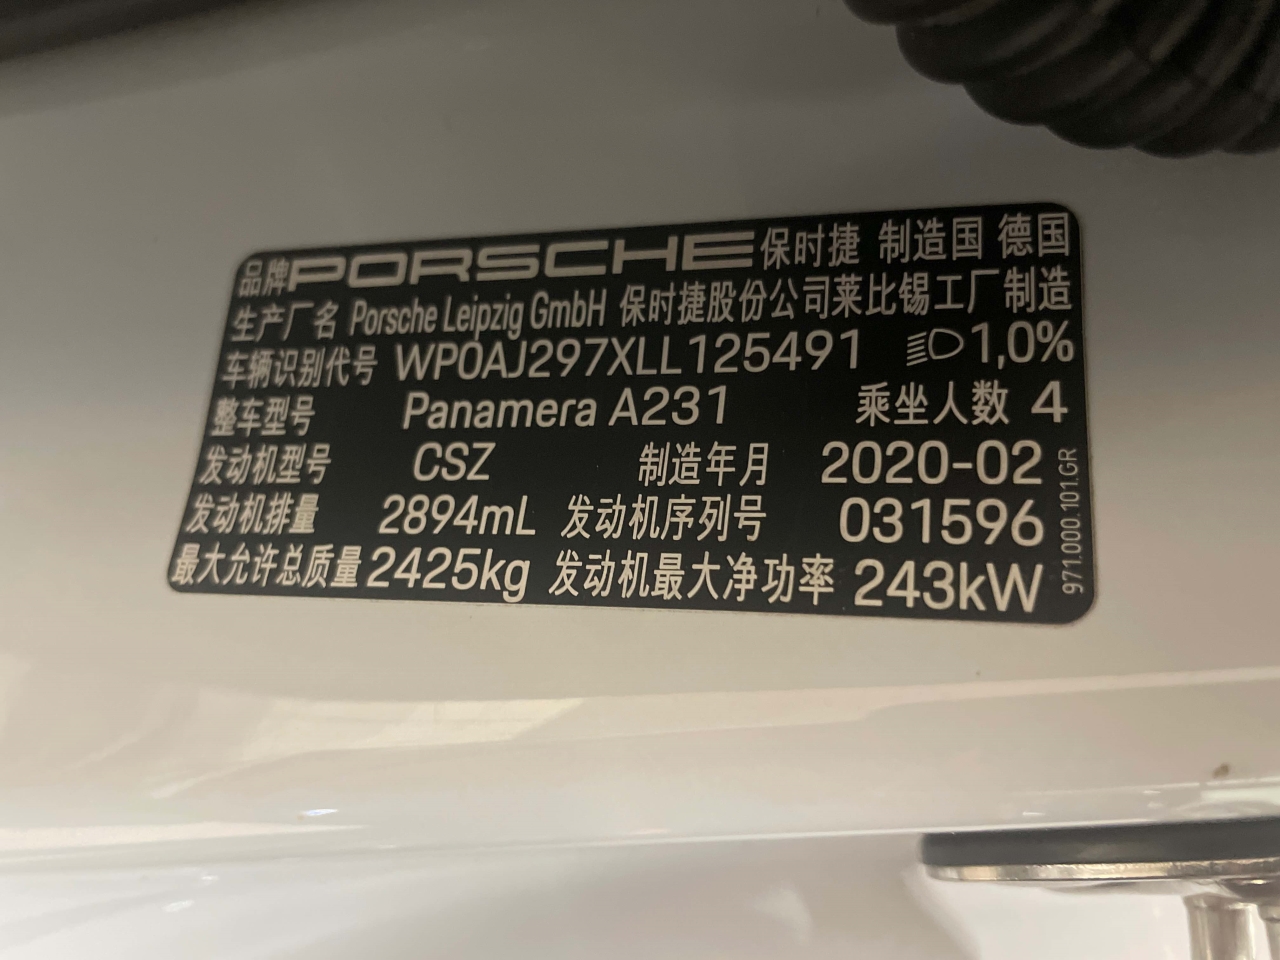 品牌 PORSCHE 保时捷 制造国 德国
生产厂名 Porsche Leipzig GmbH 保时捷股份公司莱比锡工厂制造
车辆识别代号 WP0AJ297XLL125491 1,0%
整车型号 Panamera A231 乘坐人数 4
发动机型号 CSZ 制造年月 2020-02
发动机排量 2894mL 发动机序列号 031596
最大允许总质量 2425kg 发动机最大净功率 243kW
971.000.101.GR